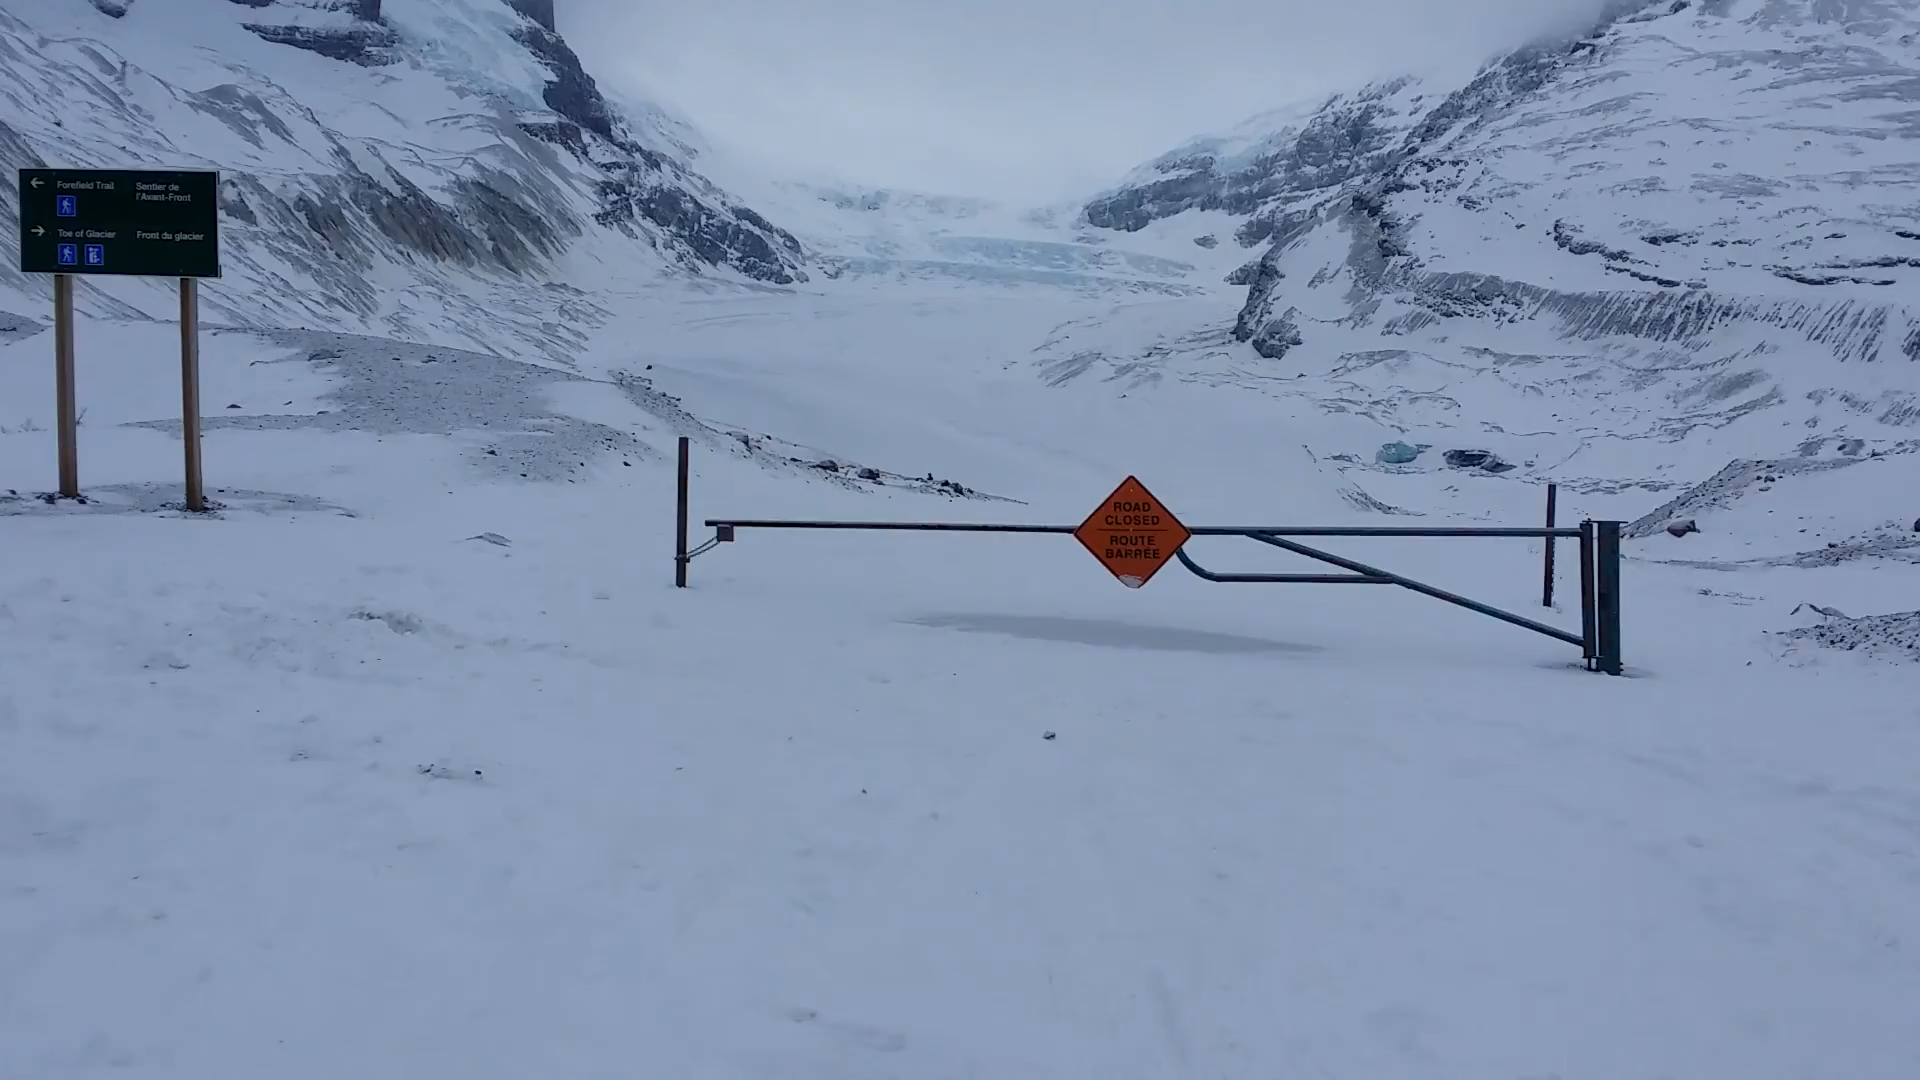 ← Forefield Trail Sentier de
l'Avant-Front
→ Toe of Glacier Front du glacier
ROAD
CLOSED
ROUTE
BARRÉE